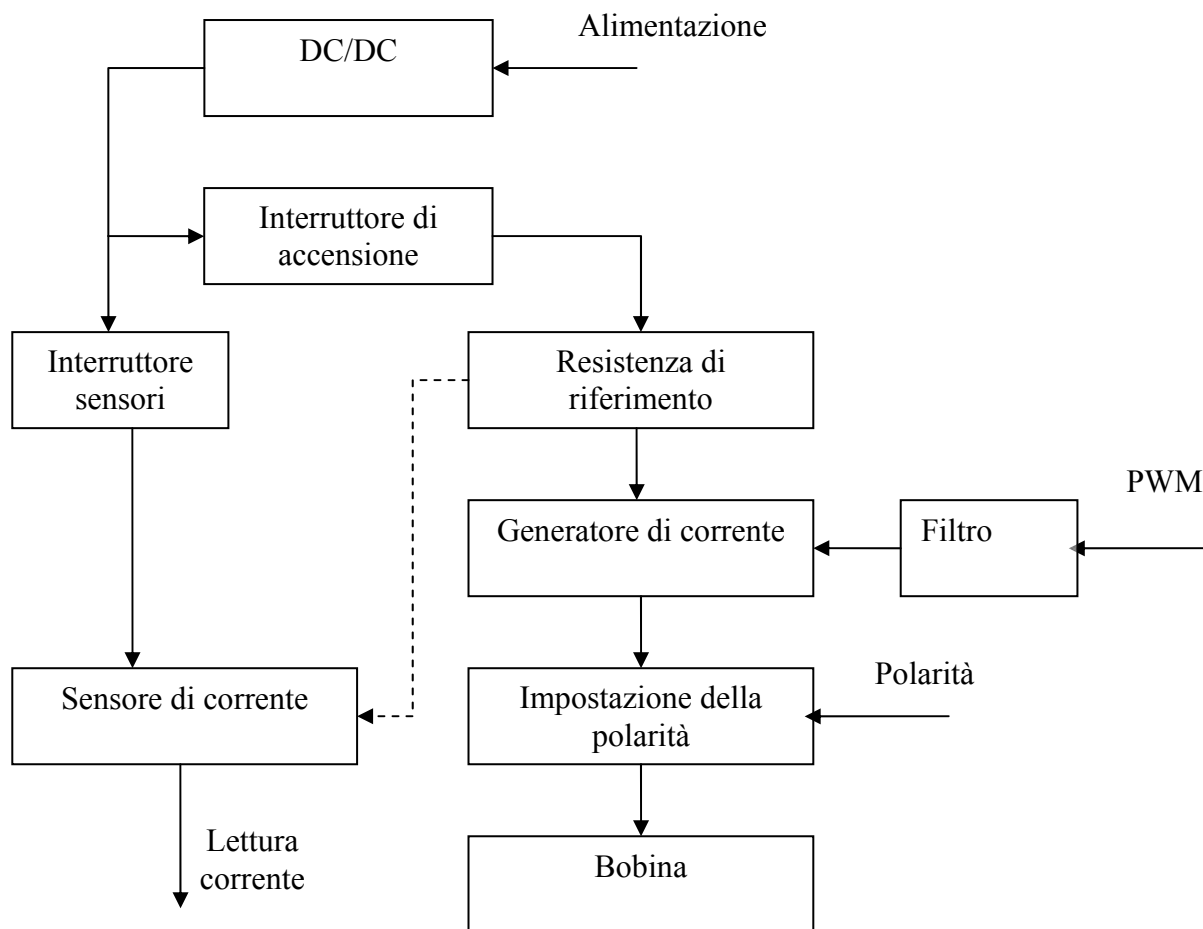 Alimentazione
DC/DC
Interruttore di
accensione
Interruttore
sensori
Resistenza di
riferimento
PWM
Generatore di corrente
Filtro
Polarità
Sensore di corrente
Impostazione della
polarità
Lettura
corrente
Bobina